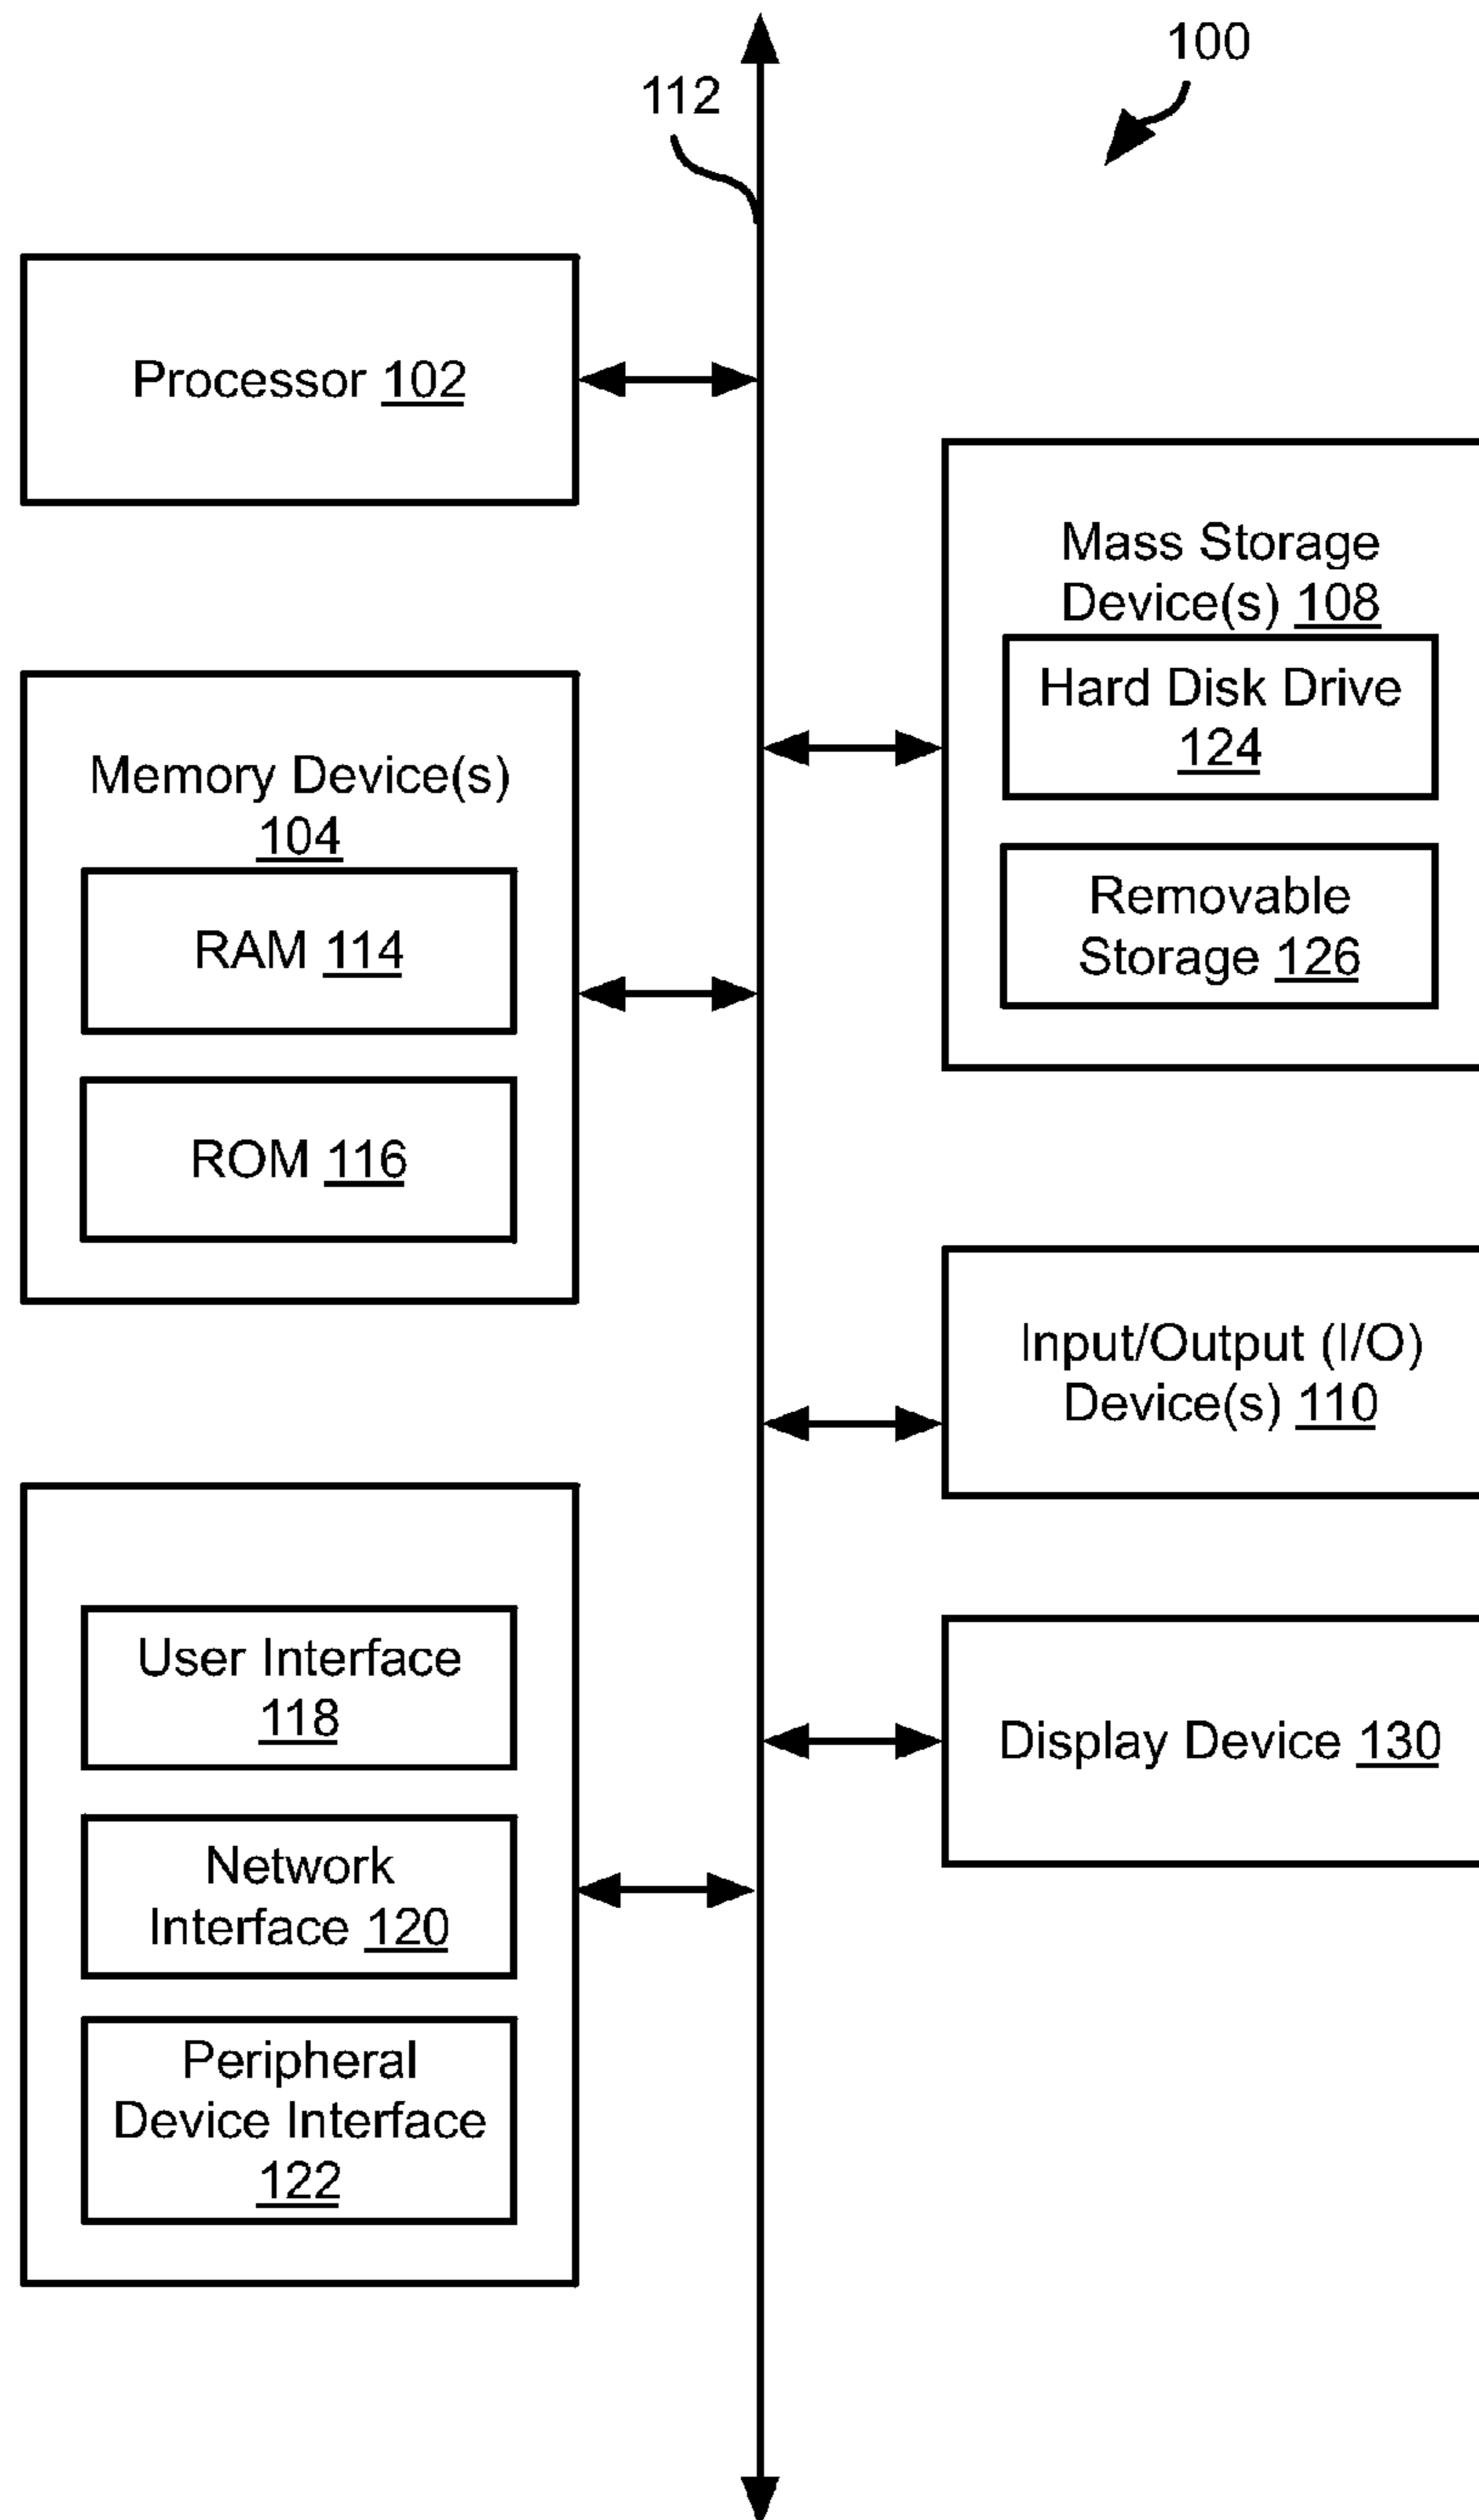 100
112
Processor 102
Memory Device(s)
104
RAM 114
ROM 116
User Interface
118
Network
Interface 120
Peripheral
Device Interface
122
Mass Storage
Device(s) 108
Hard Disk Drive
124
Removable
Storage 126
Input/Output (I/O)
Device(s) 110
Display Device 130